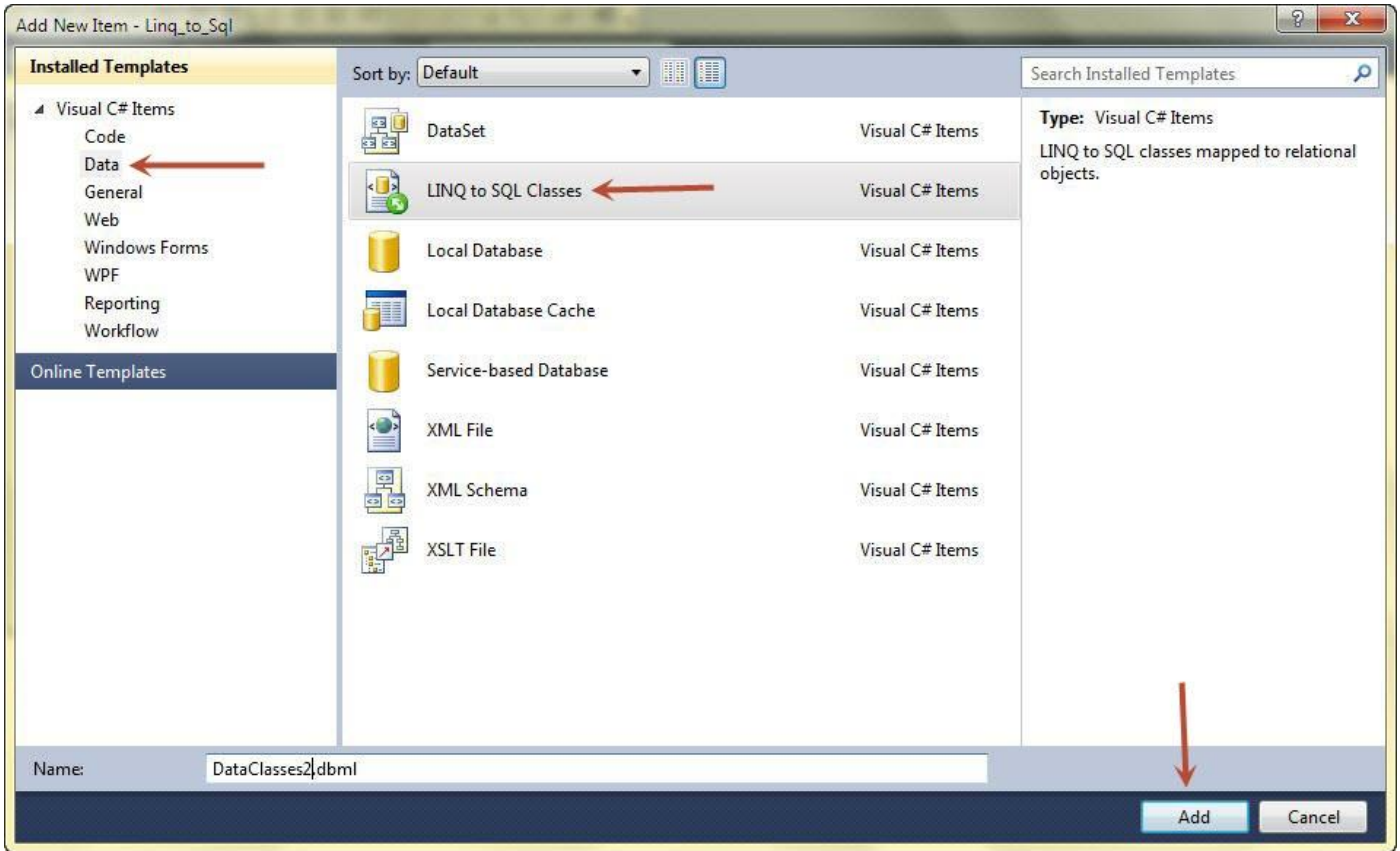 Add New Item - Linq_to_Sql
Installed Templates
Visual C# Items
Code
Data
General
Web
Windows Forms
WPF
Reporting
Workflow
Online Templates
Sort by: Default
DataSet Visual C# Items
LINQ to SQL Classes Visual C# Items
Local Database Visual C# Items
Local Database Cache Visual C# Items
Service-based Database Visual C# Items
XML File Visual C# Items
XML Schema Visual C# Items
XSLT File Visual C# Items
Search Installed Templates
Type: Visual C# Items
LINQ to SQL classes mapped to relational
objects.
Name: DataClasses2.dbml
Add Cancel